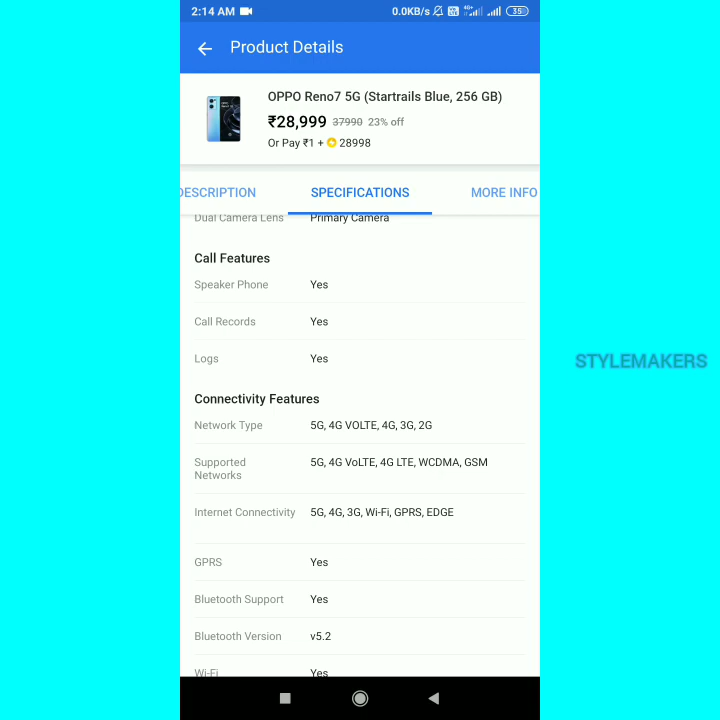 2:14 AM 0.0KB/s 4G+ 35
Product Details
OPPO Reno7 5G (Startrails Blue, 256 GB)
₹28,999 37990 23% off
Or Pay ₹1 + 28998
DESCRIPTION SPECIFICATIONS MORE INFO
Dual Camera Lens Primary Camera
Call Features
Speaker Phone Yes
Call Records Yes
Logs Yes
Connectivity Features
Network Type 5G, 4G VOLTE, 4G, 3G, 2G
Supported Networks 5G, 4G VoLTE, 4G LTE, WCDMA, GSM
Internet Connectivity 5G, 4G, 3G, Wi-Fi, GPRS, EDGE
GPRS Yes
Bluetooth Support Yes
Bluetooth Version v5.2
Wi-Fi Yes
STYLEMAKERS